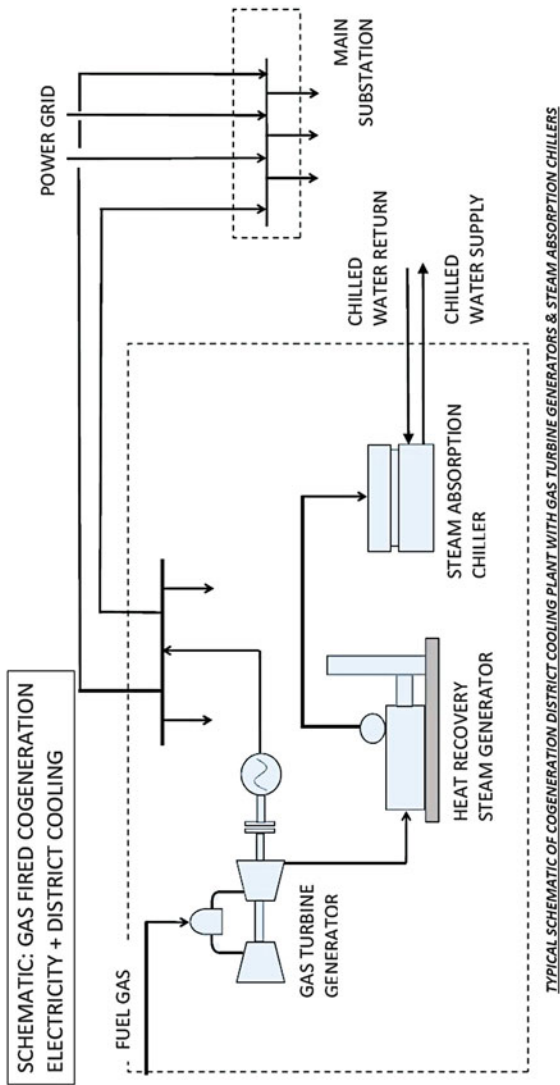 SCHEMATIC: GAS FIRED COGENERATION
ELECTRICITY + DISTRICT COOLING
POWER GRID
FUEL GAS
MAIN
SUBSTATION
GAS TURBINE
GENERATOR
CHILLED
WATER RETURN
CHILLED
WATER SUPPLY
HEAT RECOVERY
STEAM GENERATOR
STEAM ABSORPTION
CHILLER
TYPICAL SCHEMATIC OF COGENERATION DISTRICT COOLING PLANT WITH GAS TURBINE GENERATORS & STEAM ABSORPTION CHILLERS